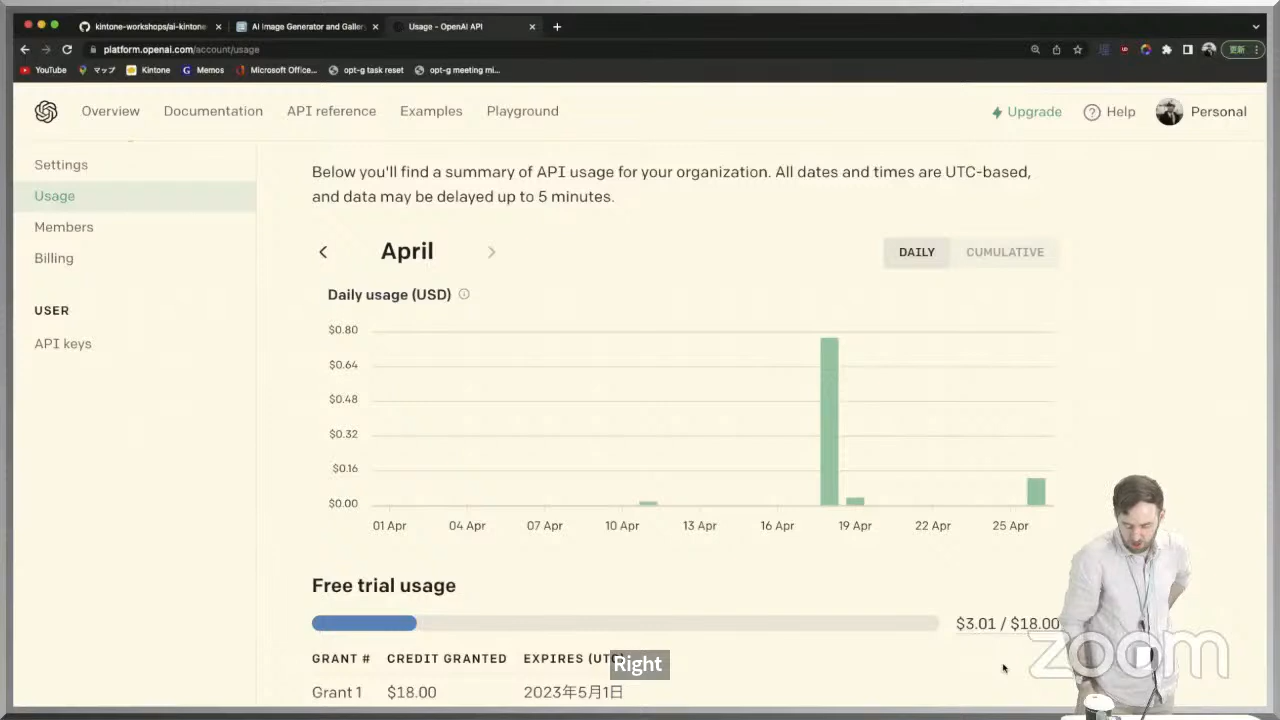 kintone-workshops/ai-kintone
AI Image Generator and Gallery
Usage - OpenAI API
platform.openai.com/account/usage
更新
YouTube
マップ
Kintone
Memos
Microsoft Office...
opt-g task reset
opt-g meeting mi...
Overview
Documentation
API reference
Examples
Playground
Upgrade
Help
Personal
Settings
Usage
Members
Billing
USER
API keys
Below you'll find a summary of API usage for your organization. All dates and times are UTC-based,
and data may be delayed up to 5 minutes.
April
DAILY
CUMULATIVE
Daily usage (USD)
$0.80
$0.64
$0.48
$0.32
$0.16
$0.00
01 Apr
04 Apr
07 Apr
10 Apr
13 Apr
16 Apr
19 Apr
22 Apr
25 Apr
Free trial usage
$3.01 / $18.00
GRANT #
CREDIT GRANTED
EXPIRES (UTC)
Right
Grant 1
$18.00
2023年5月1日
zoom